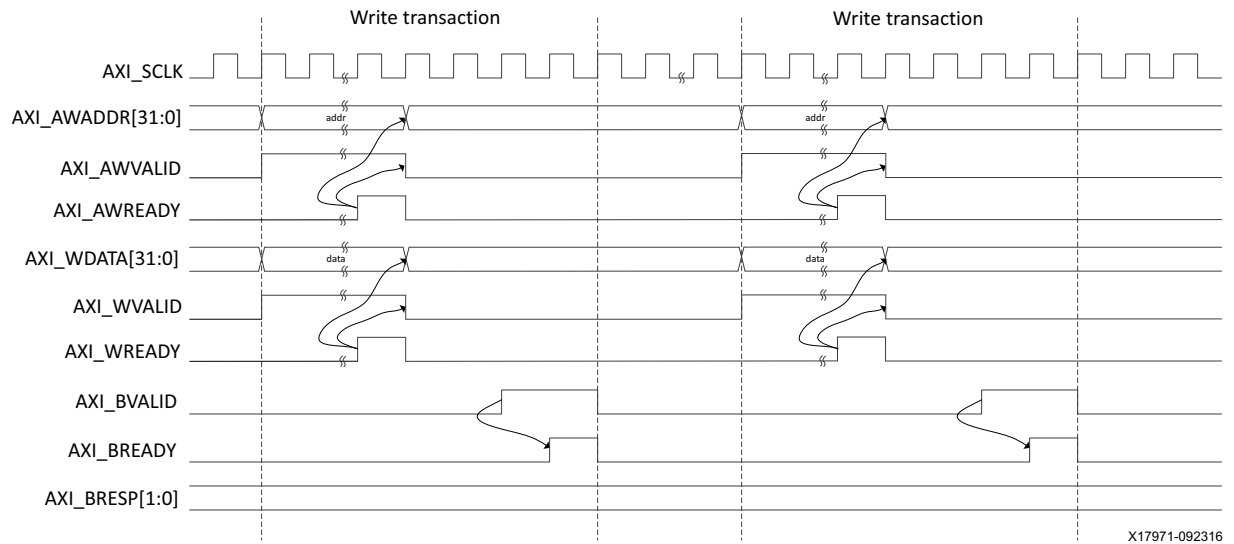 Write transaction
Write transaction
AXI_SCLK
AXI_AWADDR[31:0]
addr
addr
AXI_AWVALID
AXI_AWREADY
AXI_WDATA[31:0]
data
data
AXI_WVALID
AXI_WREADY
AXI_BVALID
AXI_BREADY
AXI_BRESP[1:0]
X17971-092316